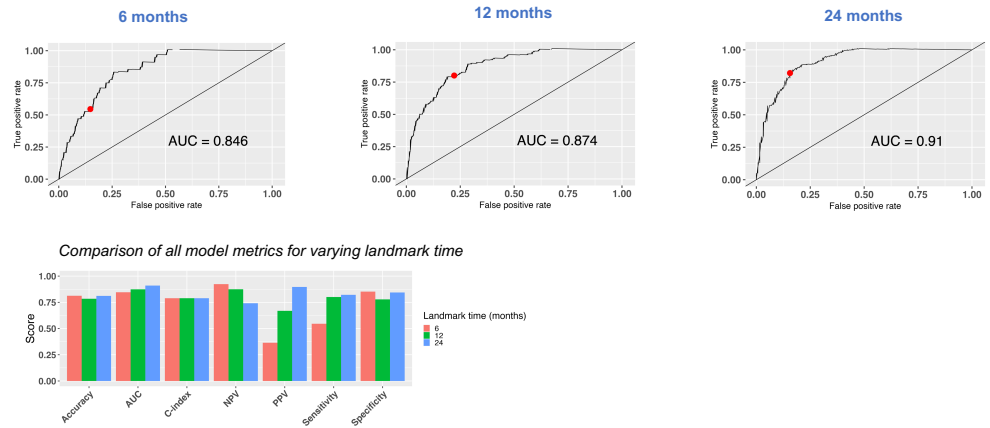 6 months
12 months
24 months
True positive rate
1.00
0.75
0.50
0.25
0.00
AUC = 0.846
0.00 0.25 0.50 0.75 1.00
False positive rate
True positive rate
1.00
0.75
0.50
0.25
0.00
AUC = 0.874
0.00 0.25 0.50 0.75 1.00
False positive rate
True positive rate
1.00
0.75
0.50
0.25
0.00
AUC = 0.91
0.00 0.25 0.50 0.75 1.00
False positive rate
Comparison of all model metrics for varying landmark time
Score
1.00
0.75
0.50
0.25
0.00
Accuracy
AUC
C-index
NPV
PPV
Sensitivity
Specificity
Landmark time (months)
6
12
24